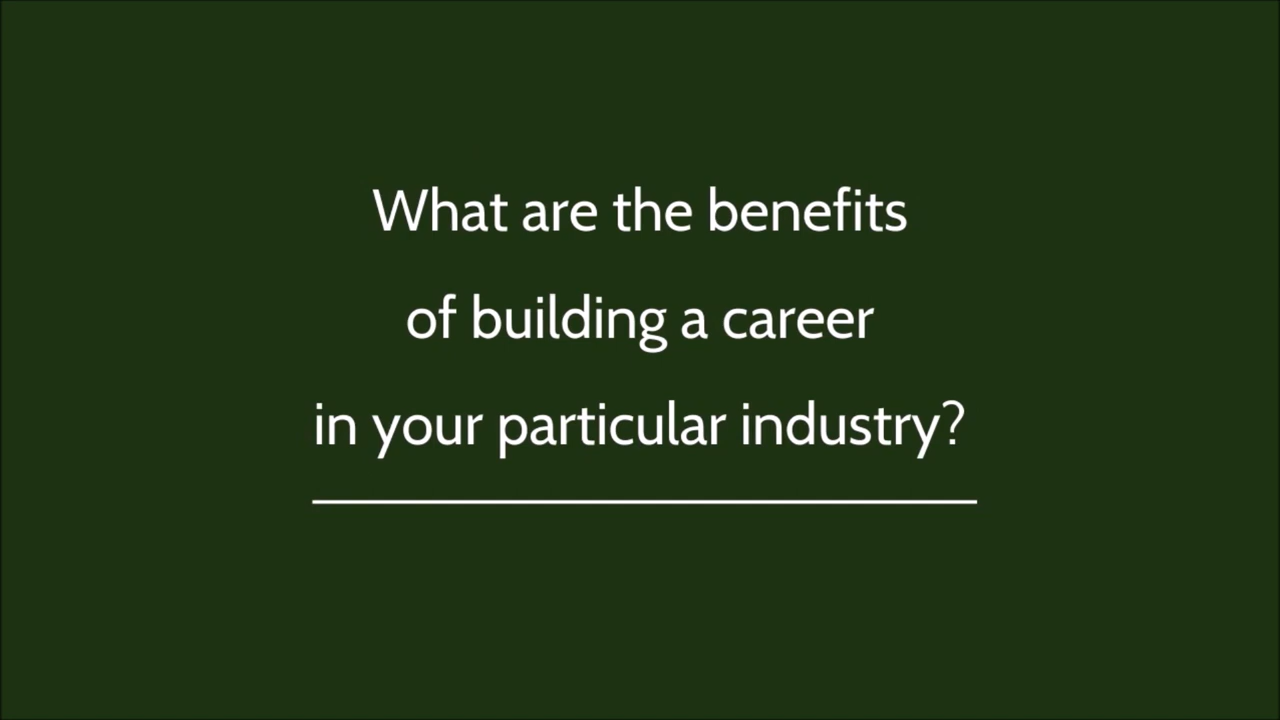 What are the benefits
of building a career
in your particular industry?